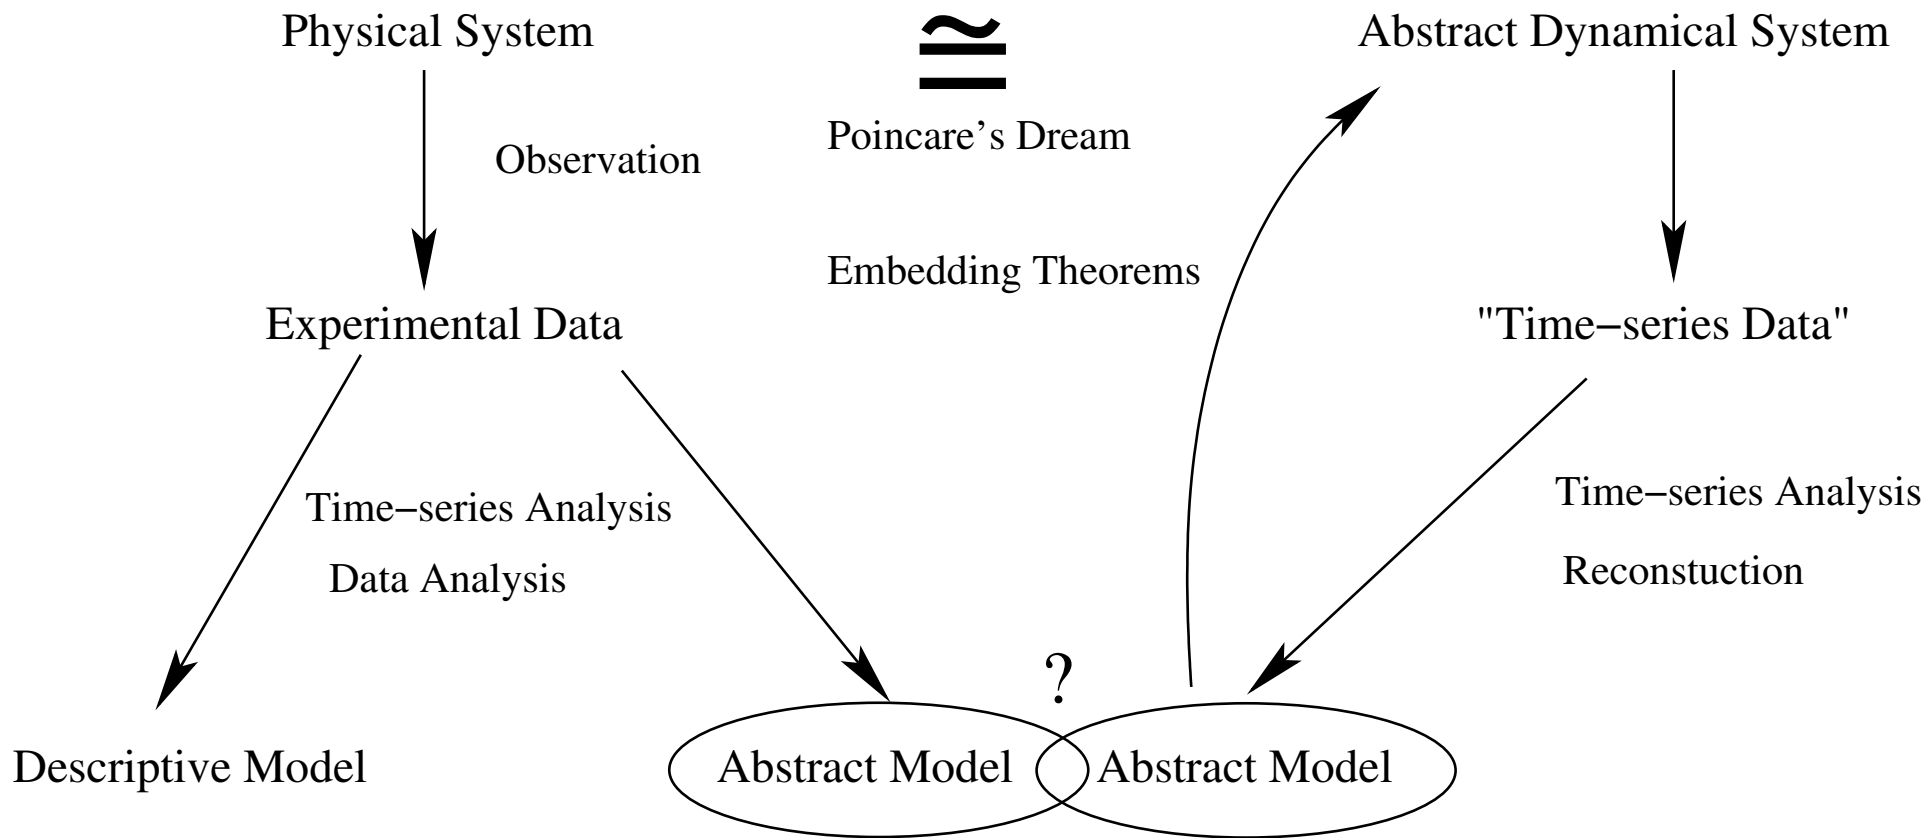 Physical System
≅
Abstract Dynamical System
Poincare's Dream
Observation
Embedding Theorems
Experimental Data
"Time−series Data"
Time−series Analysis
Data Analysis
Time−series Analysis
Reconstuction
?
Descriptive Model
Abstract Model
Abstract Model